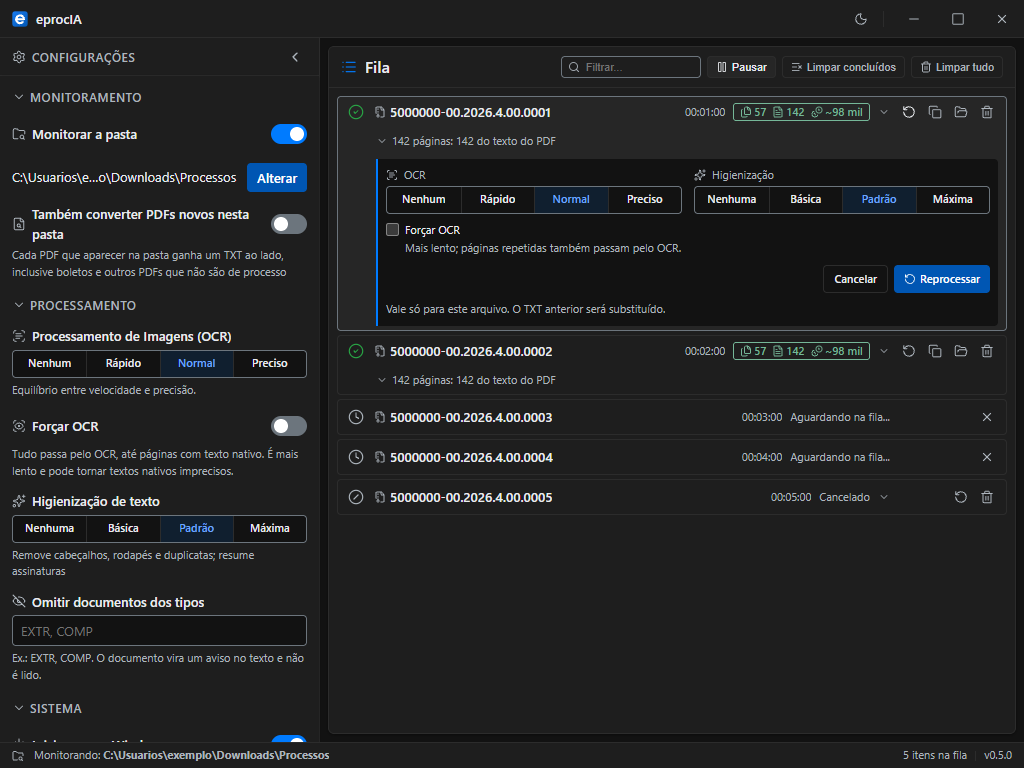 eprocIA
CONFIGURAÇÕES
MONITORAMENTO
Monitorar a pasta
C:\Usuarios\e...o\Downloads\Processos
Alterar
Também converter PDFs novos nesta
pasta
Cada PDF que aparecer na pasta ganha um TXT ao lado,
inclusive boletos e outros PDFs que não são de processo
PROCESSAMENTO
Processamento de Imagens (OCR)
Nenhum Rápido Normal Preciso
Equilíbrio entre velocidade e precisão.
Forçar OCR
Tudo passa pelo OCR, até páginas com texto nativo. É mais
lento e pode tornar textos nativos imprecisos.
Higienização de texto
Nenhuma Básica Padrão Máxima
Remove cabeçalhos, rodapés e duplicatas; resume
assinaturas
Omitir documentos dos tipos
EXTR, COMP
Ex.: EXTR, COMP. O documento vira um aviso no texto e não
é lido.
SISTEMA
Fila
Filtrar...
Pausar
Limpar concluídos
Limpar tudo
5000000-00.2026.4.00.0001 00:01:00 57 142 ~98 mil
142 páginas: 142 do texto do PDF
OCR
Nenhum Rápido Normal Preciso
Higienização
Nenhuma Básica Padrão Máxima
Forçar OCR
Mais lento; páginas repetidas também passam pelo OCR.
Cancelar Reprocessar
Vale só para este arquivo. O TXT anterior será substituído.
5000000-00.2026.4.00.0002 00:02:00 57 142 ~98 mil
142 páginas: 142 do texto do PDF
5000000-00.2026.4.00.0003 00:03:00 Aguardando na fila...
5000000-00.2026.4.00.0004 00:04:00 Aguardando na fila...
5000000-00.2026.4.00.0005 00:05:00 Cancelado
Monitorando: C:\Usuarios\exemplo\Downloads\Processos
5 itens na fila
v0.5.0